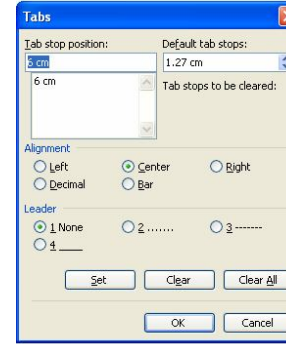 Tabs
Tab stop position:
Default tab stops:
6 cm
1.27 cm
6 cm
Tab stops to be cleared:
Alignment
Left
Center
Right
Decimal
Bar
Leader
1 None
2 .......
3 -------
4 ____
Set
Clear
Clear All
OK
Cancel